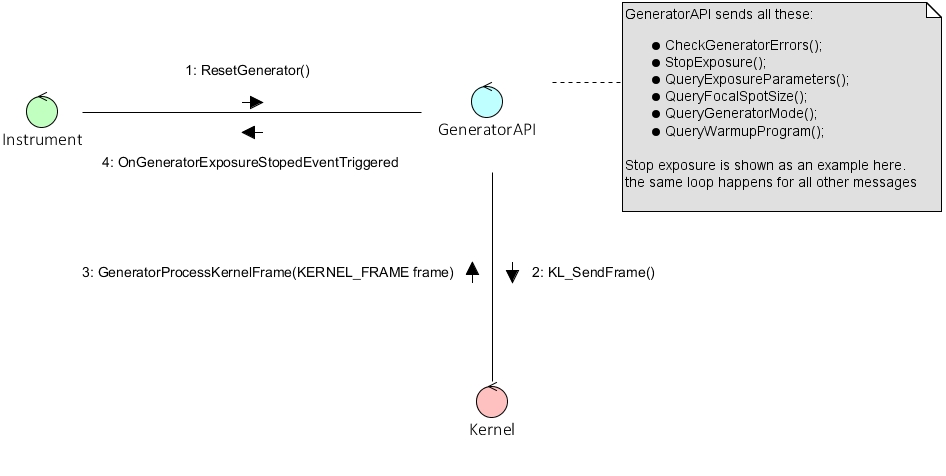 GeneratorAPI sends all these:
● CheckGeneratorErrors();
● StopExposure();
● QueryExposureParameters();
● QueryFocalSpotSize();
● QueryGeneratorMode();
● QueryWarmupProgram();
Stop exposure is shown as an example here.
the same loop happens for all other messages
1: ResetGenerator()
Instrument
GeneratorAPI
4: OnGeneratorExposureStopedEventTriggered
3: GeneratorProcessKernelFrame(KERNEL_FRAME frame)
2: KL_SendFrame()
Kernel